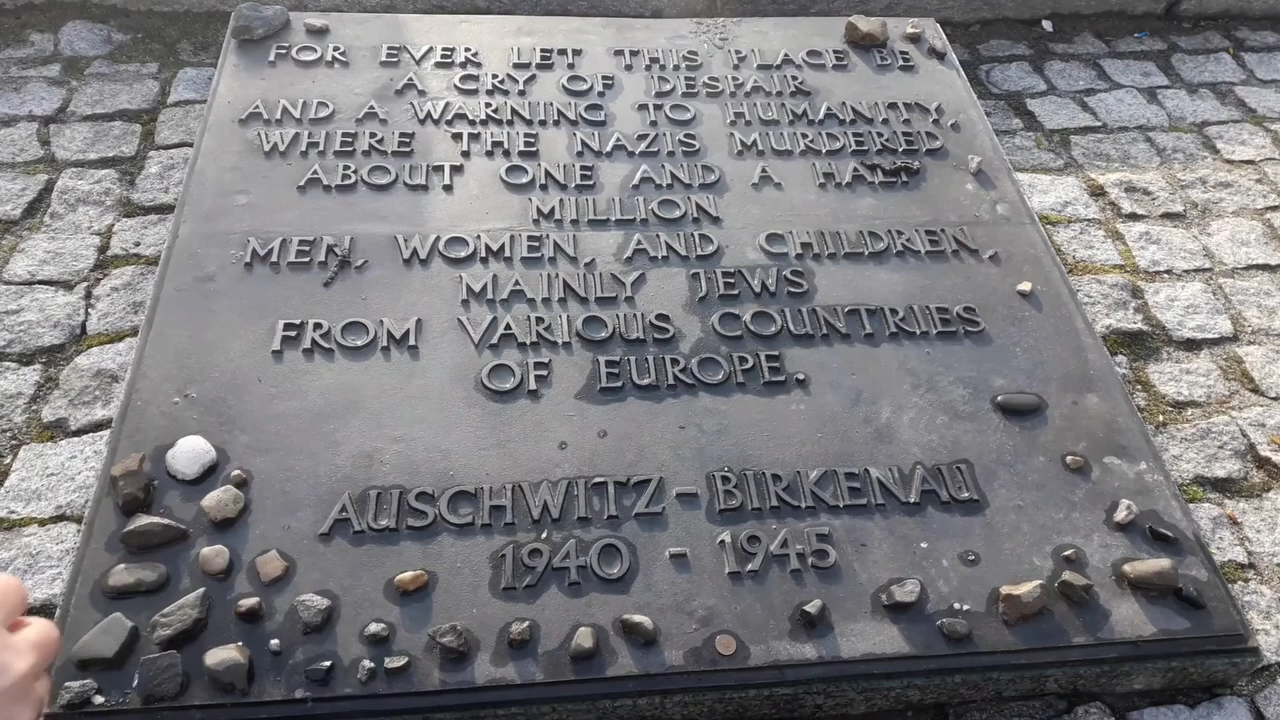 FOR EVER LET THIS PLACE BE
A CRY OF DESPAIR
AND A WARNING TO HUMANITY,
WHERE THE NAZIS MURDERED
ABOUT ONE AND A HALF
MILLION
MEN, WOMEN, AND CHILDREN,
MAINLY JEWS
FROM VARIOUS COUNTRIES
OF EUROPE.
AUSCHWITZ - BIRKENAU
1940 - 1945